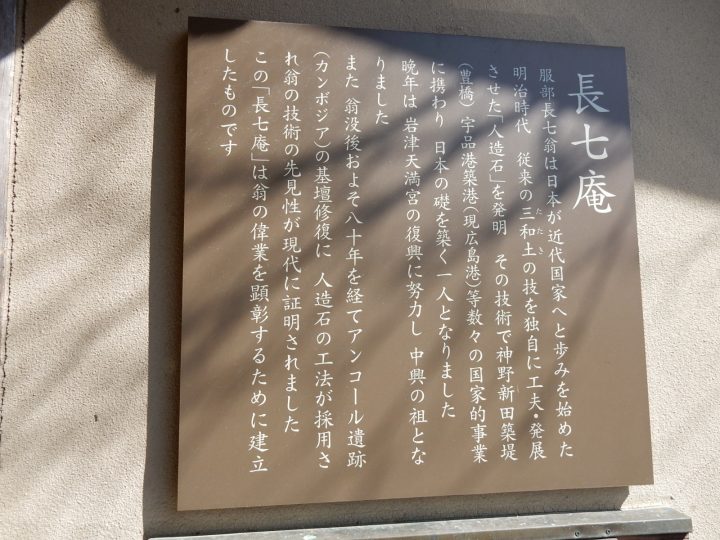 長七庵
服部長七翁は日本が近代国家へと歩みを始めた
明治時代　従来の三和土の技を独自に工夫・発展
たたき
させた「人造石」を発明　その技術で神野新田築堤
(豊橋)　宇品港築港(現広島港)等数々の国家的事業
に携わり　日本の礎を築く一人となりました
晩年は　岩津天満宮の復興に努力し　中興の祖とな
りました
また　翁没後およそ八十年を経てアンコール遺跡
(カンボジア)の基壇修復に　人造石の工法が採用さ
れ翁の技術の先見性が現代に証明されました
この「長七庵」は翁の偉業を顕彰するために建立
したものです